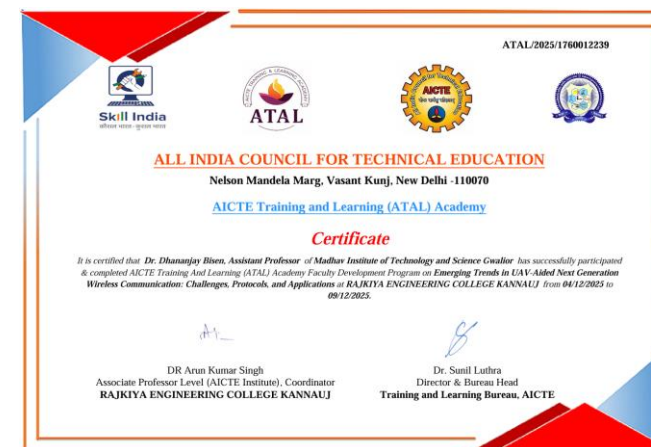 ATAL/2025/1760012239
Skill India
कौशल भारत - कुशल भारत
ATAL
AICTE
ALL INDIA COUNCIL FOR TECHNICAL EDUCATION
Nelson Mandela Marg, Vasant Kunj, New Delhi -110070
AICTE Training and Learning (ATAL) Academy
Certificate
It is certified that Dr. Dhananjay Bisen, Assistant Professor of Madhav Institute of Technology and Science Gwalior has successfully participated
& completed AICTE Training And Learning (ATAL) Academy Faculty Development Program on Emerging Trends in UAV-Aided Next Generation
Wireless Communication: Challenges, Protocols, and Applications at RAJKIYA ENGINEERING COLLEGE KANNAUJ from 04/12/2025 to
09/12/2025.
DR Arun Kumar Singh
Associate Professor Level (AICTE Institute), Coordinator
RAJKIYA ENGINEERING COLLEGE KANNAUJ
Dr. Sunil Luthra
Director & Bureau Head
Training and Learning Bureau, AICTE